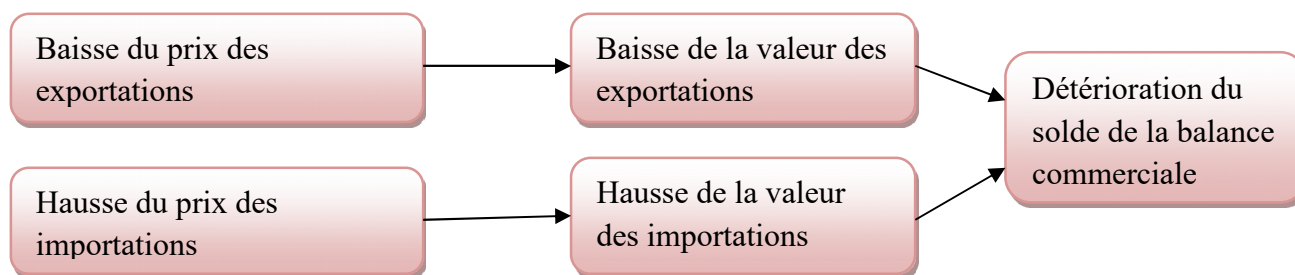 Baisse du prix des
exportations
Baisse de la valeur des
exportations
Hausse du prix des
importations
Hausse de la valeur
des importations
Détérioration du
solde de la balance
commerciale